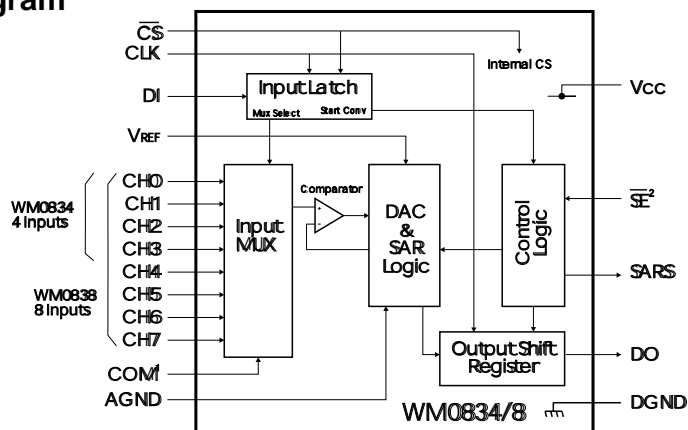 gram
CS
CLK
Internal CS
DI
Input Latch
Mux Select
Start Conv
Vcc
VREF
CH0
CH1
CH2
CH3
CH4
CH5
CH6
CH7
WM0834
4 Inputs
WM0838
8 Inputs
Comparator
+
-
Input
MUX
DAC
&
SAR
Logic
Control
Logic
SE²
SARS
Output Shift
Register
DO
COM¹
AGND
WM0834/8
DGND